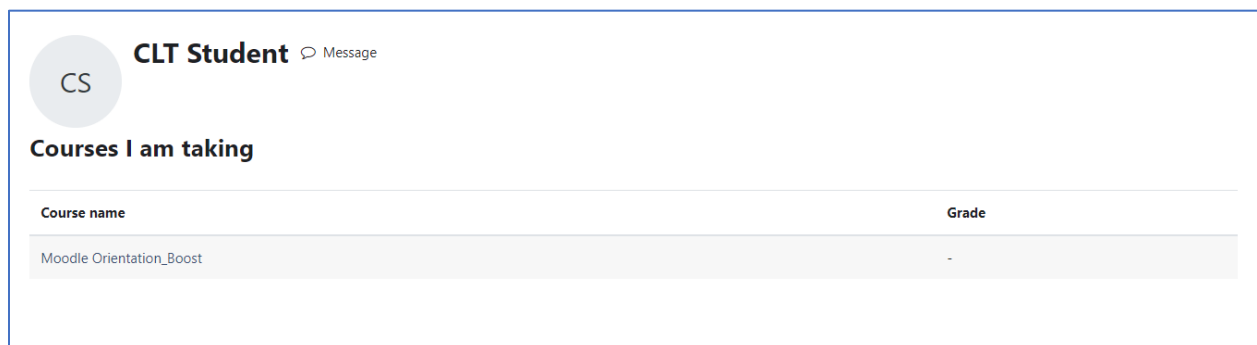 CS
CLT Student Message
Courses I am taking
Course name Grade
Moodle Orientation_Boost -